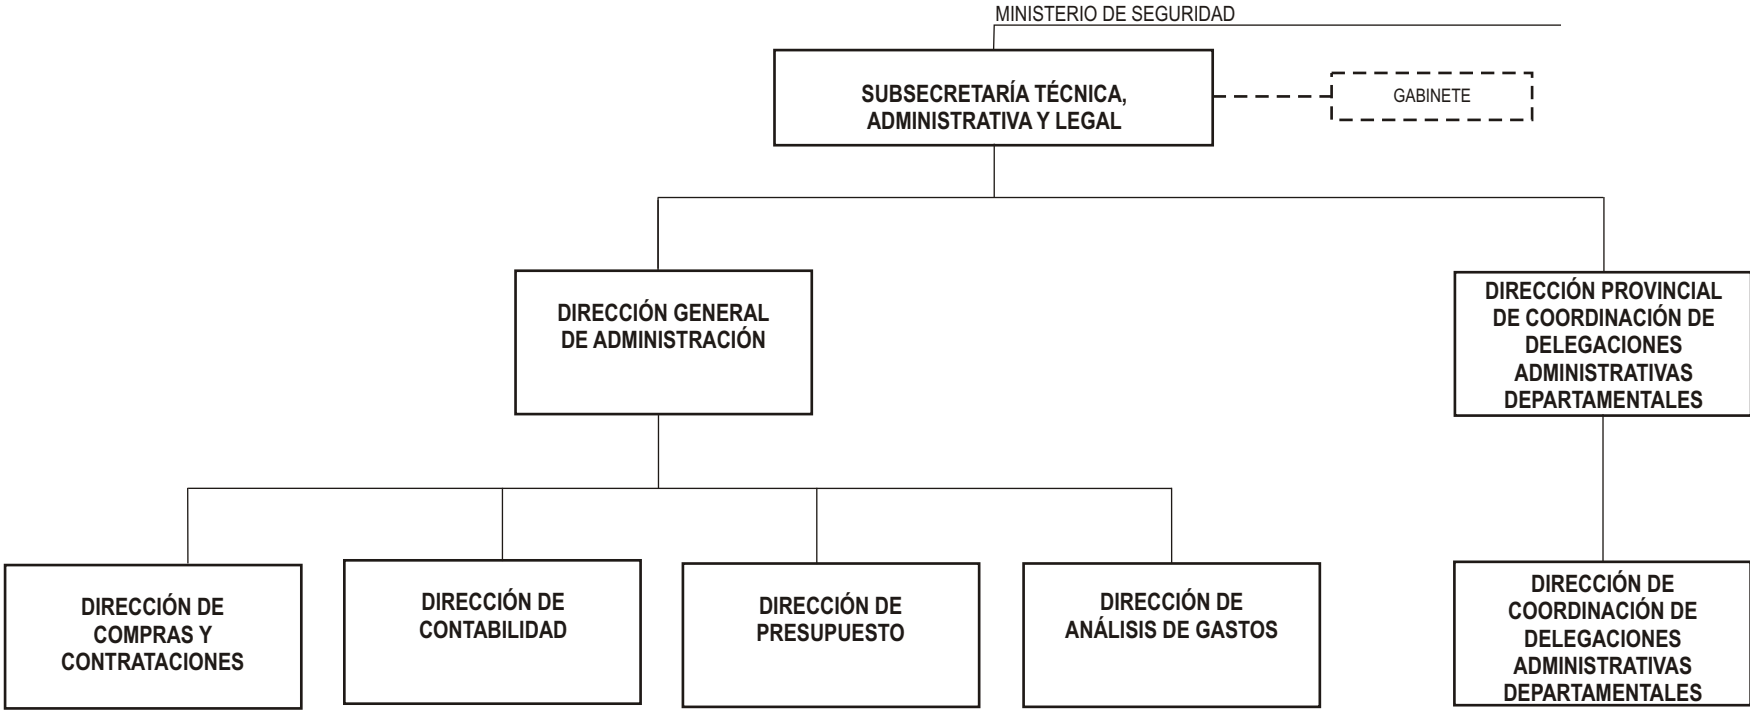 MINISTERIO DE SEGURIDAD
SUBSECRETARÍA TÉCNICA,
ADMINISTRATIVA Y LEGAL
GABINETE
DIRECCIÓN GENERAL
DE ADMINISTRACIÓN
DIRECCIÓN PROVINCIAL
DE COORDINACIÓN DE
DELEGACIONES
ADMINISTRATIVAS
DEPARTAMENTALES
DIRECCIÓN DE
COMPRAS Y
CONTRATACIONES
DIRECCIÓN DE
CONTABILIDAD
DIRECCIÓN DE
PRESUPUESTO
DIRECCIÓN DE
ANÁLISIS DE GASTOS
DIRECCIÓN DE
COORDINACIÓN DE
DELEGACIONES
ADMINISTRATIVAS
DEPARTAMENTALES